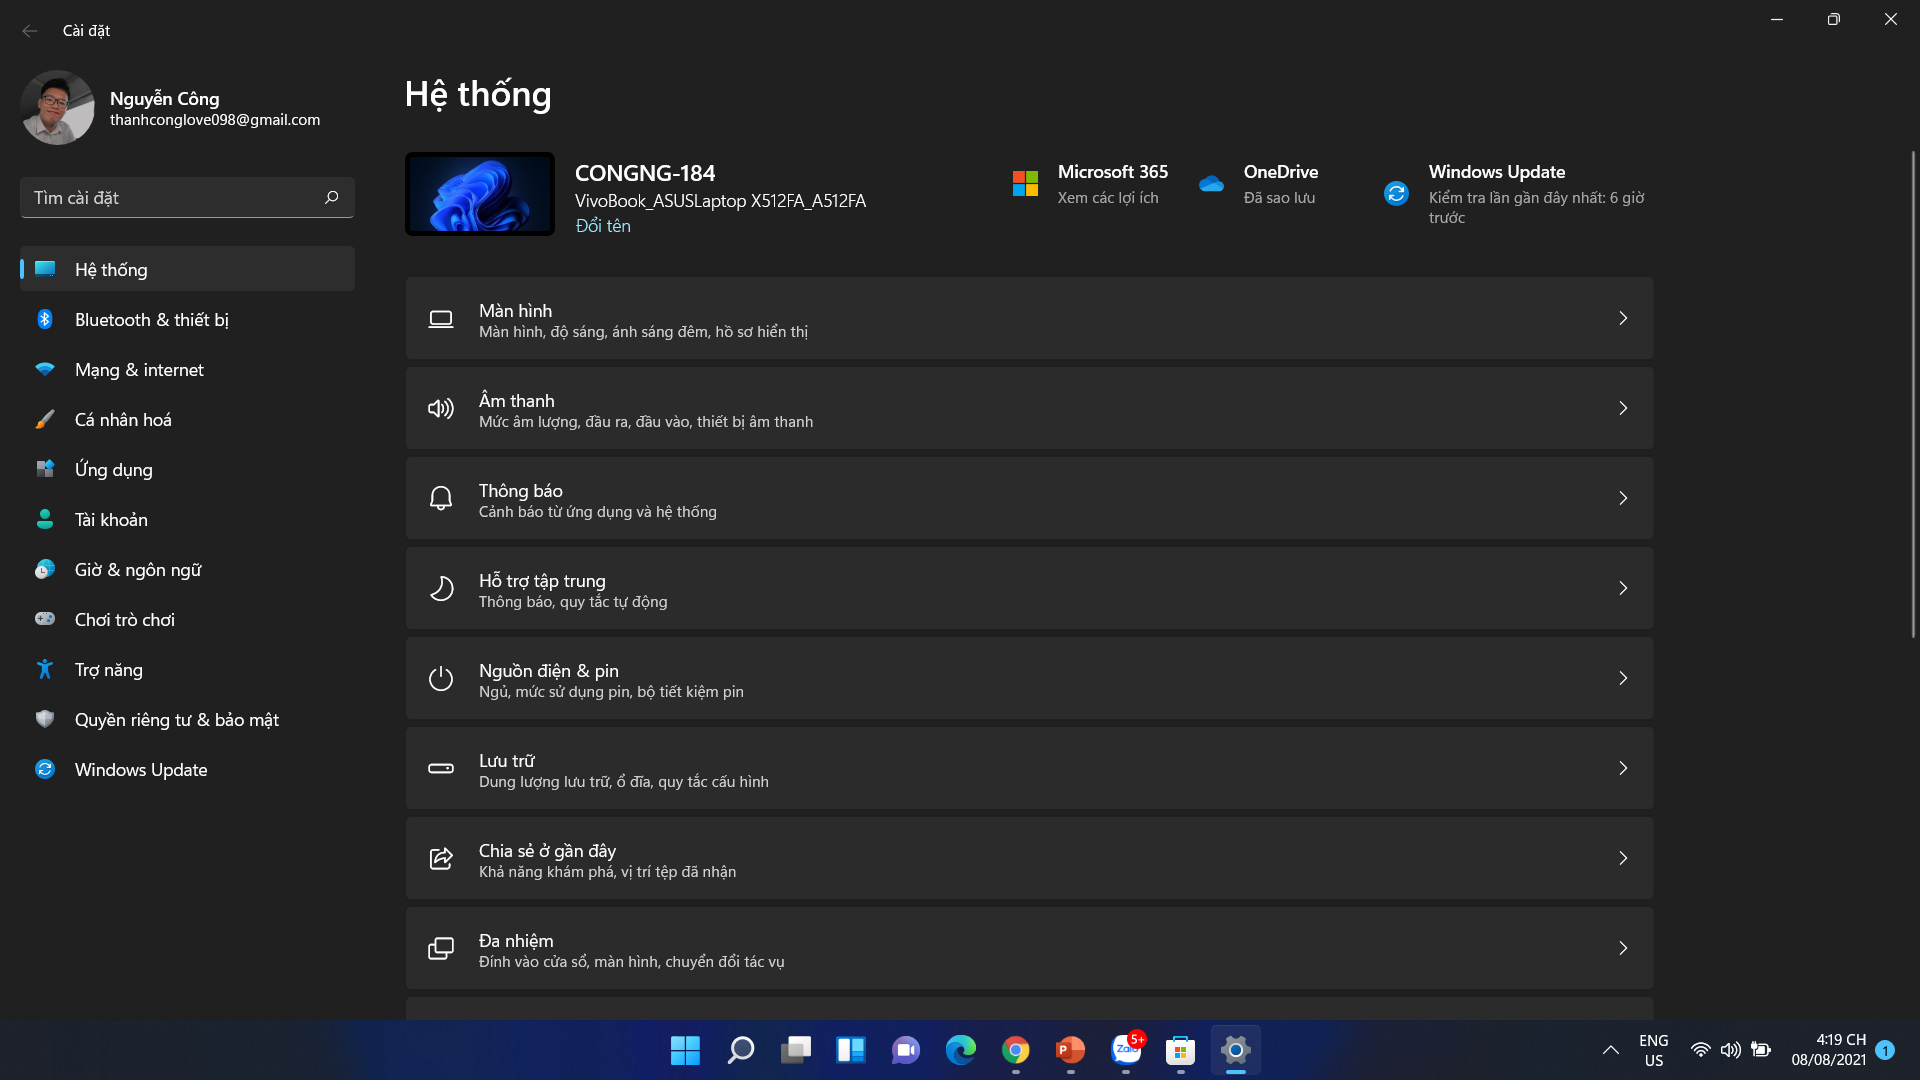 Cài đặt
Nguyễn Công
thanhconglove098@gmail.com
Tìm cài đặt
Hệ thống
Bluetooth & thiết bị
Mạng & internet
Cá nhân hoá
Ứng dụng
Tài khoản
Giờ & ngôn ngữ
Chơi trò chơi
Trợ năng
Quyền riêng tư & bảo mật
Windows Update
Hệ thống
CONGNG-184
VivoBook_ASUSLaptop X512FA_A512FA
Đổi tên
Microsoft 365
Xem các lợi ích
OneDrive
Đã sao lưu
Windows Update
Kiểm tra lần gần đây nhất: 6 giờ
trước
Màn hình
Màn hình, độ sáng, ánh sáng đêm, hồ sơ hiển thị
Âm thanh
Mức âm lượng, đầu ra, đầu vào, thiết bị âm thanh
Thông báo
Cảnh báo từ ứng dụng và hệ thống
Hỗ trợ tập trung
Thông báo, quy tắc tự động
Nguồn điện & pin
Ngủ, mức sử dụng pin, bộ tiết kiệm pin
Lưu trữ
Dung lượng lưu trữ, ổ đĩa, quy tắc cấu hình
Chia sẻ ở gần đây
Khả năng khám phá, vị trí tệp đã nhận
Đa nhiệm
Đính vào cửa sổ, màn hình, chuyển đổi tác vụ
P
Zalo
5+
ENG
US
4:19 CH
08/08/2021
1